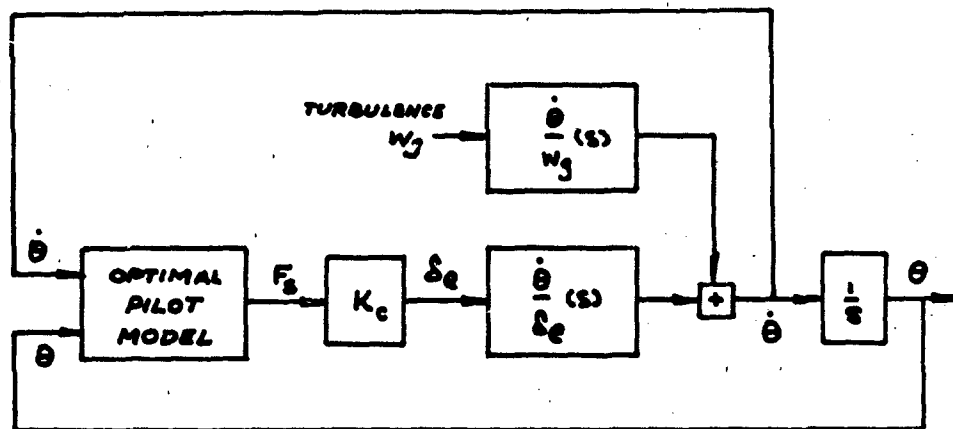 TURBULENCE
Wg
θ̇
Wg
(s)
θ̇
OPTIMAL
PILOT
MODEL
θ
Fs
Kc
δe
θ̇
δe
(s)
+
θ̇
1
s
θ